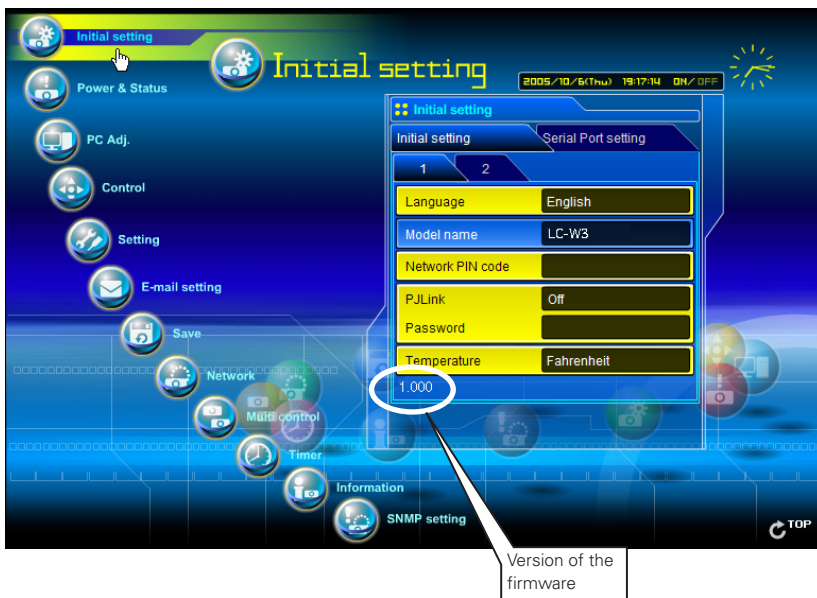 Initial setting
Initial setting
2005/10/6(Thu) 19:17:14 ON/OFF
Power & Status
PC Adj.
Control
Setting
E-mail setting
Save
Network
Multi control
Timer
Information
SNMP setting
Initial setting
Initial setting Serial Port setting
1 2
Language English
Model name LC-W3
Network PIN code
PJLink Off
Password
Temperature Fahrenheit
1.000
TOP
Version of the
firmware